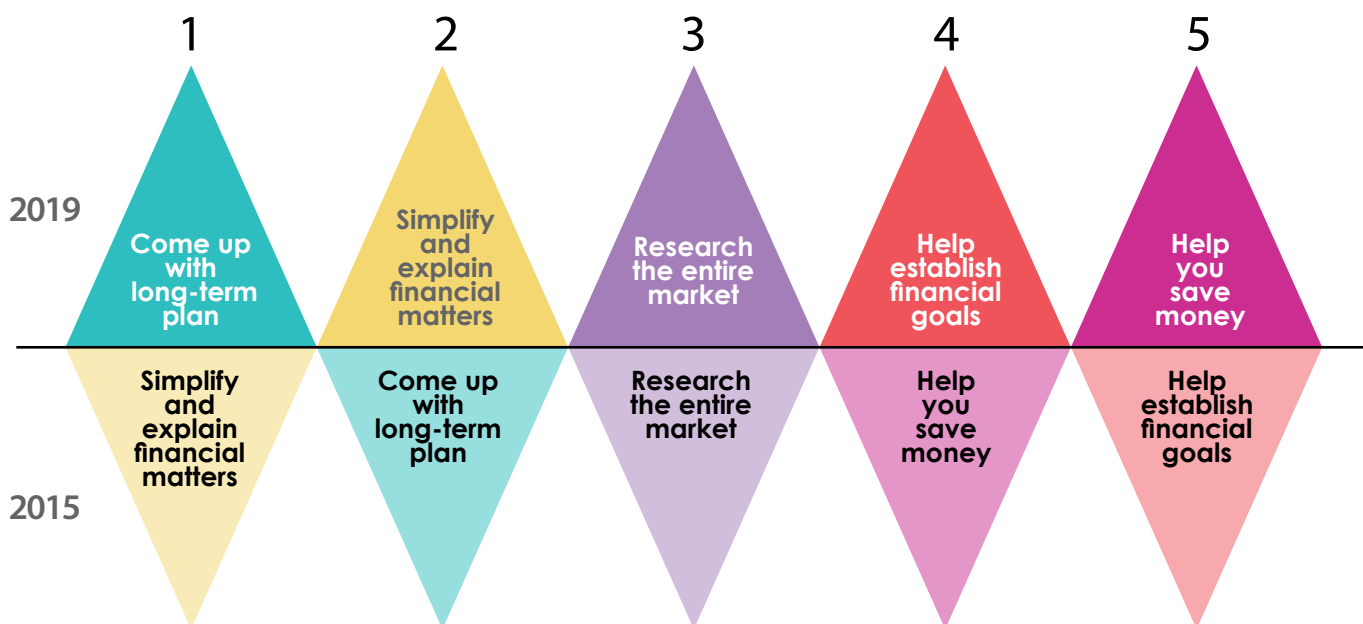 1
2
3
4
5
2019
Come up
with
long-term
plan
Simplify
and
explain
financial
matters
Research
the entire
market
Help
establish
financial
goals
Help
you
save
money
2015
Simplify
and
explain
financial
matters
Come up
with
long-term
plan
Research
the entire
market
Help
you
save
money
Help
establish
financial
goals